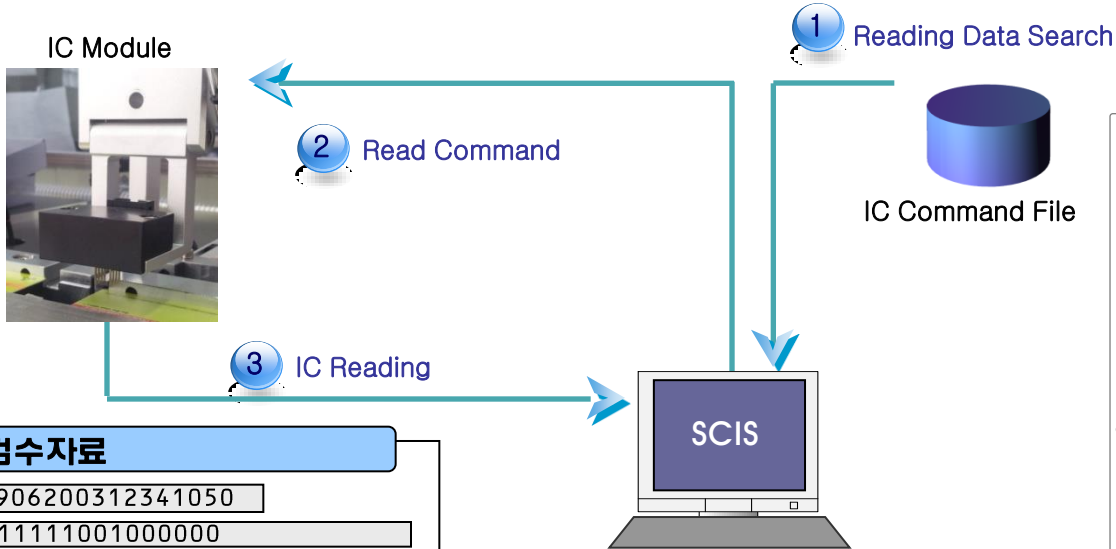 1
Reading Data Search
IC Module
2
Read Command
IC Command File
3
IC Reading
SCIS
검수자료
906200312341050
11111001000000